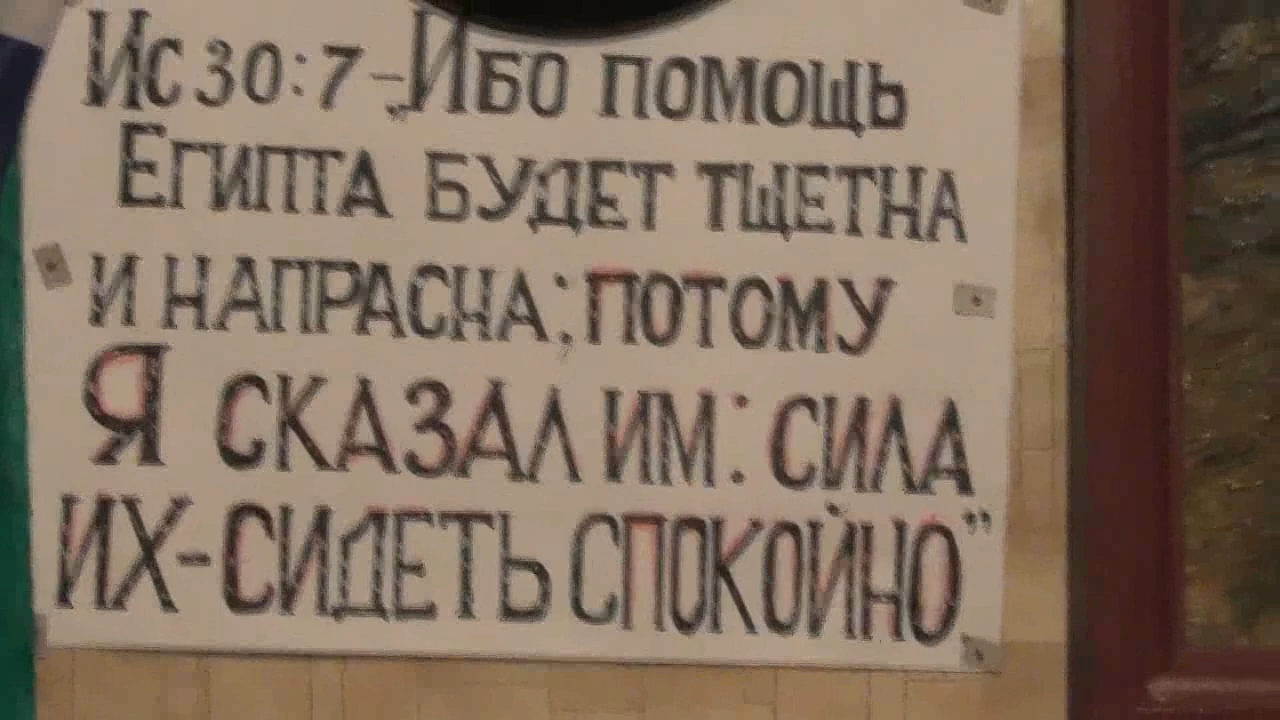 Ис 30:7-„Ибо помощь
Египта будет тщетна
и напрасна; потому
Я сказал им: сила
их-сидеть спокойно”